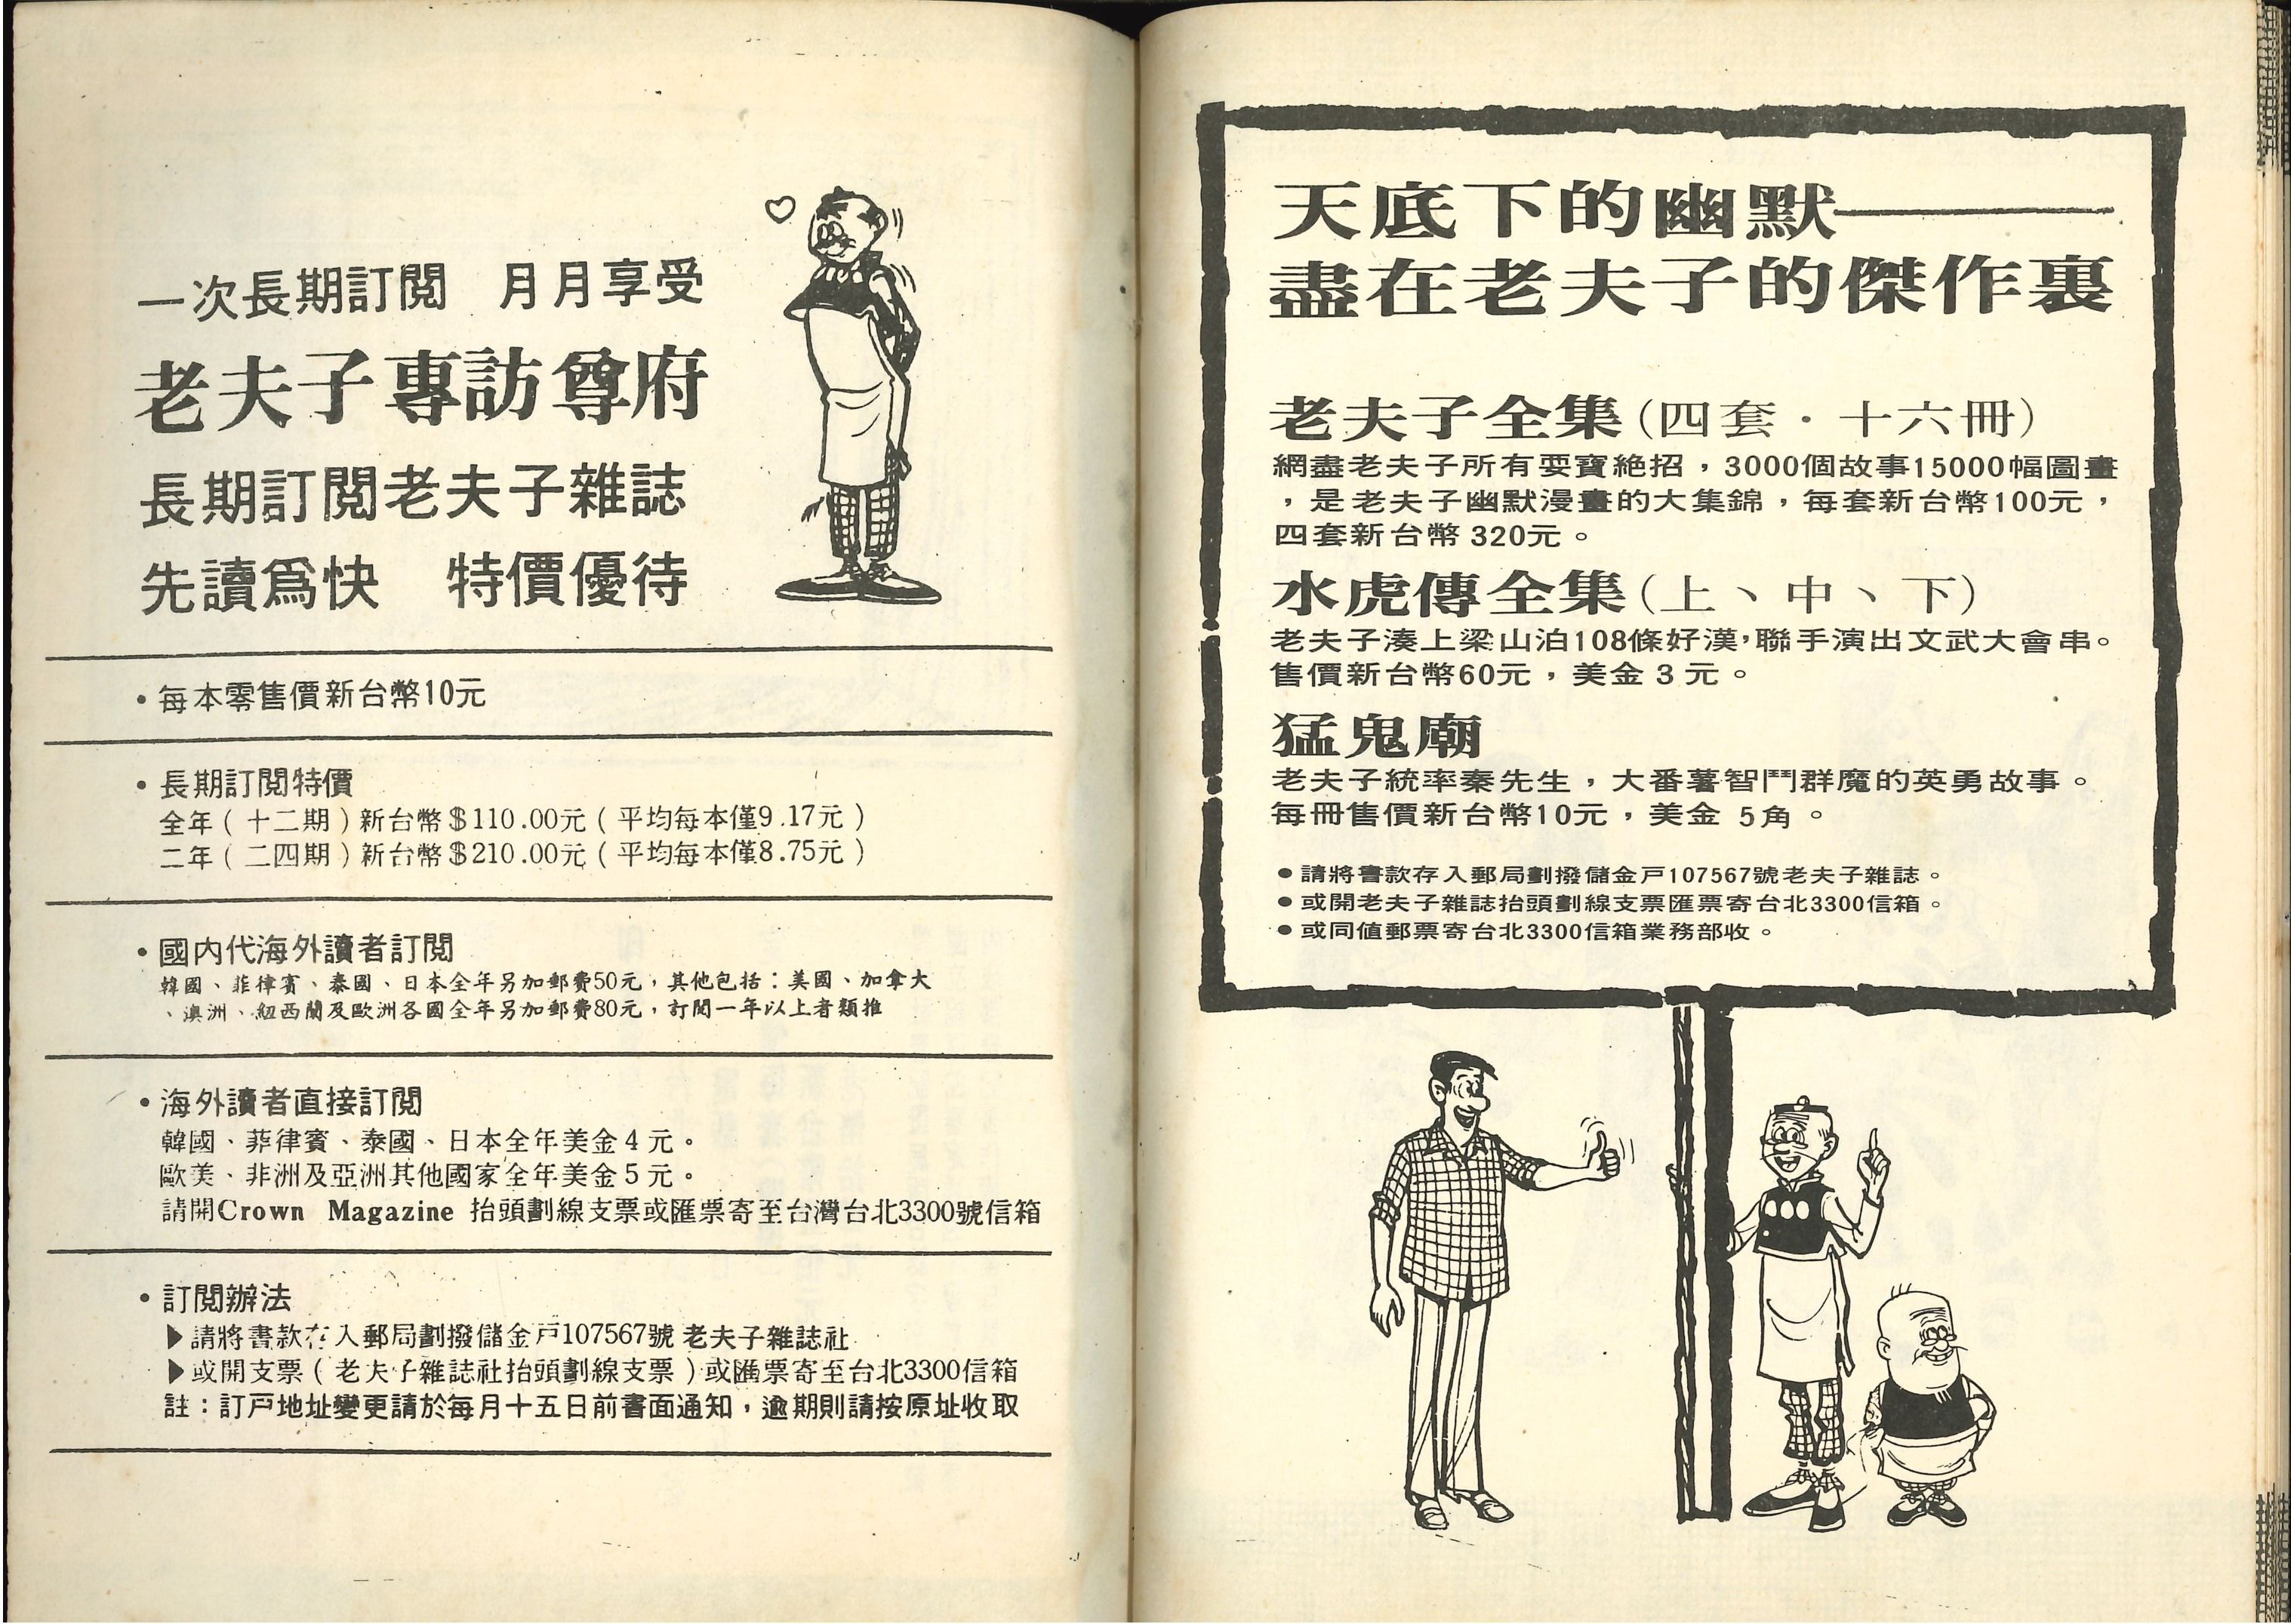 一次長期訂閱　月月享受
老夫子專訪尊府
長期訂閱老夫子雜誌
先讀爲快　特價優待
•每本零售價新台幣10元
•長期訂閱特價
全年（十二期）新台幣$110.00元（平均每本僅9.17元）
二年（二四期）新台幣$210.00元（平均每本僅8.75元）
•國內代海外讀者訂閱
韓國、菲律賓、泰國、日本全年另加郵費50元，其他包括：美國、加拿大
、澳洲、紐西蘭及歐洲各國全年另加郵費80元，訂閱一年以上者類推
•海外讀者直接訂閱
韓國、菲律賓、泰國、日本全年美金4元。
歐美、非洲及亞洲其他國家全年美金5元。
請開Crown Magazine 抬頭劃線支票或匯票寄至台灣台北3300號信箱
•訂閱辦法
▶請將書款存入郵局劃撥儲金戶107567號老夫子雜誌社
▶或開支票（老夫子雜誌社抬頭劃線支票）或匯票寄至台北3300信箱
註：訂戶地址變更請於每月十五日前書面通知，逾期則請按原址收取
天底下的幽默——
盡在老夫子的傑作裏
老夫子全集(四套・十六冊)
網盡老夫子所有耍寶絕招，3000個故事15000幅圖畫
，是老夫子幽默漫畫的大集錦，每套新台幣100元，
四套新台幣320元。
水虎傳全集(上、中、下)
老夫子湊上梁山泊108條好漢，聯手演出文武大會串。
售價新台幣60元，美金3元。
猛鬼廟
老夫子統率秦先生，大番薯智鬥群魔的英勇故事。
每冊售價新台幣10元，美金5角。
●請將書款存入郵局劃撥儲金戶107567號老夫子雜誌。
●或開老夫子雜誌抬頭劃線支票匯票寄台北3300信箱。
●或同值郵票寄台北3300信箱業務部收。